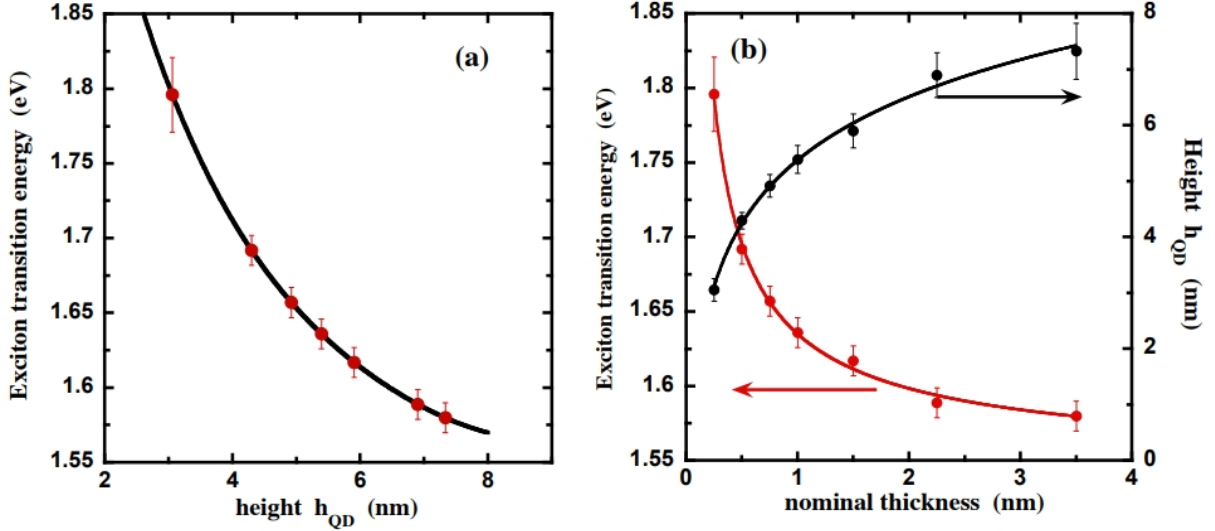 Exciton transition energy (eV)
1.85
1.8
1.75
1.7
1.65
1.6
1.55
(a)
2 4 6 8
height h_QD (nm)
Exciton transition energy (eV)
1.85
1.8
1.75
1.7
1.65
1.6
1.55
(b)
0 1 2 3 4
nominal thickness (nm)
8
6
4
2
0
Height h_QD (nm)